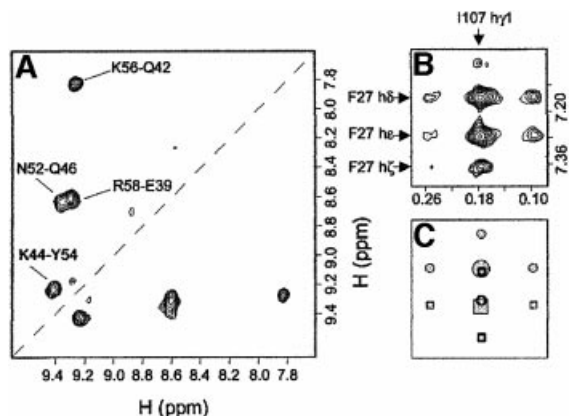 I107 hγ1
A
B
K56-Q42
N52-Q46
R58-E39
K44-Y54
F27 hδ
F27 hε
F27 hζ
7.8
8.0
8.2
8.4
8.6
8.8
9.0
9.2
9.4
H (ppm)
9.4 9.2 9.0 8.8 8.6 8.4 8.2 8.0 7.8
H (ppm)
7.20
7.36
H (ppm)
0.26 0.18 0.10
C